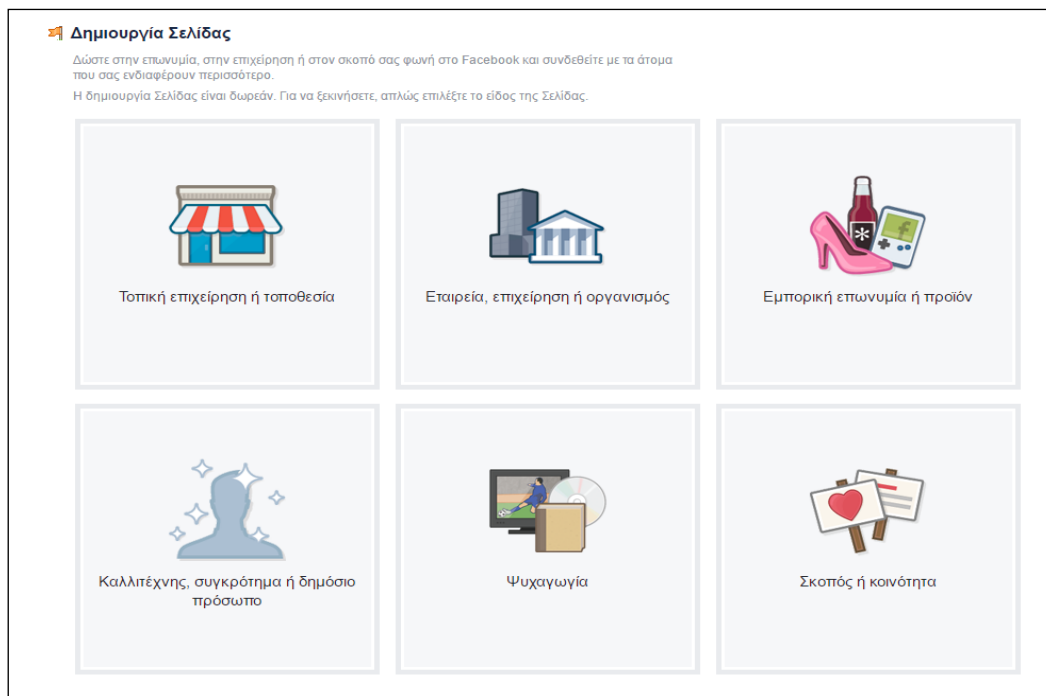 Δημιουργία Σελίδας
Δώστε στην επωνυμία, στην επιχείρηση ή στον σκοπό σας φωνή στο Facebook και συνδεθείτε με τα άτομα
που σας ενδιαφέρουν περισσότερο.
Η δημιουργία Σελίδας είναι δωρεάν. Για να ξεκινήσετε, απλώς επιλέξτε το είδος της Σελίδας.
Τοπική επιχείρηση ή τοποθεσία
Εταιρεία, επιχείρηση ή οργανισμός
Εμπορική επωνυμία ή προϊόν
Καλλιτέχνης, συγκρότημα ή δημόσιο
πρόσωπο
Ψυχαγωγία
Σκοπός ή κοινότητα